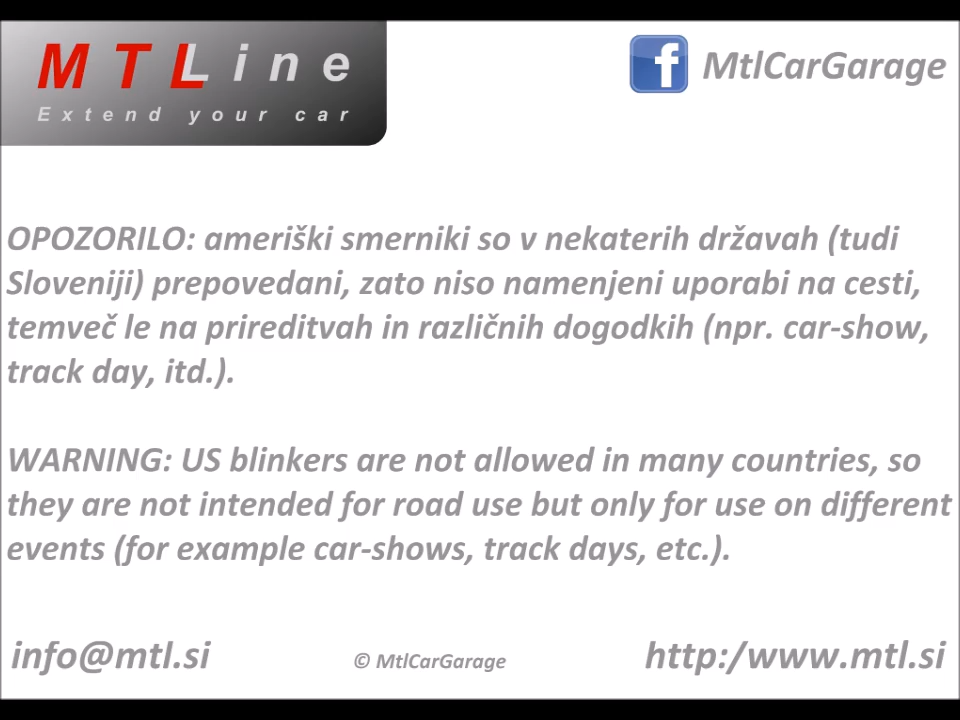 MTLLine
Extend your car
f MtlCarGarage
OPOZORILO: ameriški smerniki so v nekaterih državah (tudi
Sloveniji) prepovedani, zato niso namenjeni uporabi na cesti,
temveč le na prireditvah in različnih dogodkih (npr. car-show,
track day, itd.).
WARNING: US blinkers are not allowed in many countries, so
they are not intended for road use but only for use on different
events (for example car-shows, track days, etc.).
info@mtl.si
© MtlCarGarage
http:/www.mtl.si